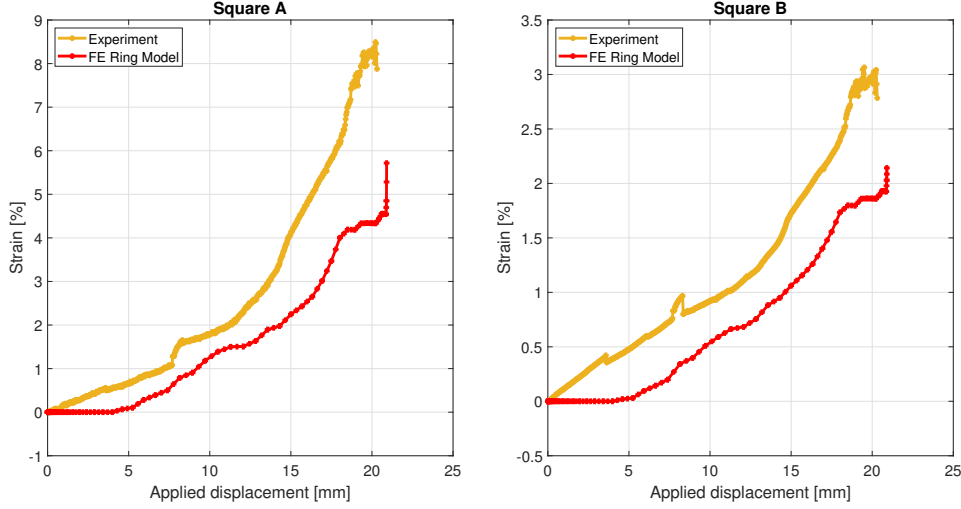 Square A
Experiment
FE Ring Model
9
8
7
6
5
4
3
2
1
0
-1
Strain [%]
0 5 10 15 20 25
Applied displacement [mm]
Square B
Experiment
FE Ring Model
3.5
3
2.5
2
1.5
1
0.5
0
-0.5
Strain [%]
0 5 10 15 20 25
Applied displacement [mm]